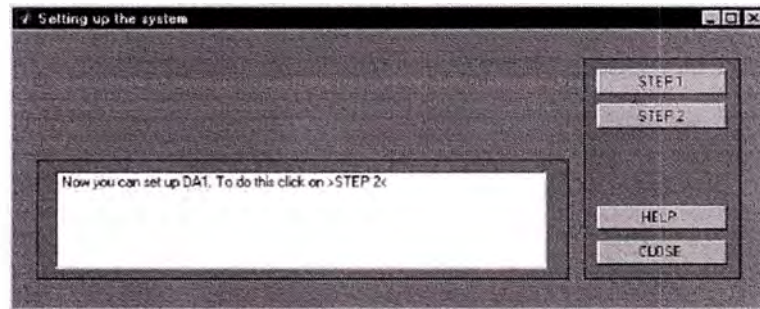 Setting up the system
STEP 1
STEP 2
Now you can set up DA1. To do this click on >STEP 2<
HELP
CLOSE